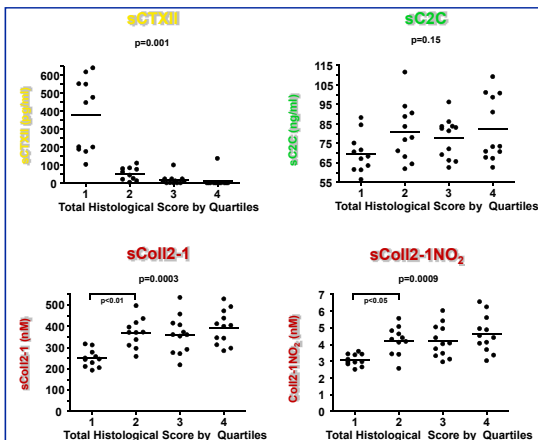 sCTXII
p=0.001
sCTXII (pg/ml)
600
500
400
300
200
100
0
1 2 3 4
Total Histological Score by Quartiles
sC2C
p=0.15
sC2C (ng/ml)
115
105
95
85
75
65
55
1 2 3 4
Total Histological Score by Quartiles
sColl2-1
p=0.0003
p<0.01
sColl2-1 (nM)
500
400
300
200
100
0
1 2 3 4
Total Histological Score by Quartiles
sColl2-1NO2
p=0.0009
p<0.05
Coll2-1NO2 (nM)
7
6
5
4
3
2
1
0
1 2 3 4
Total Histological Score by Quartiles